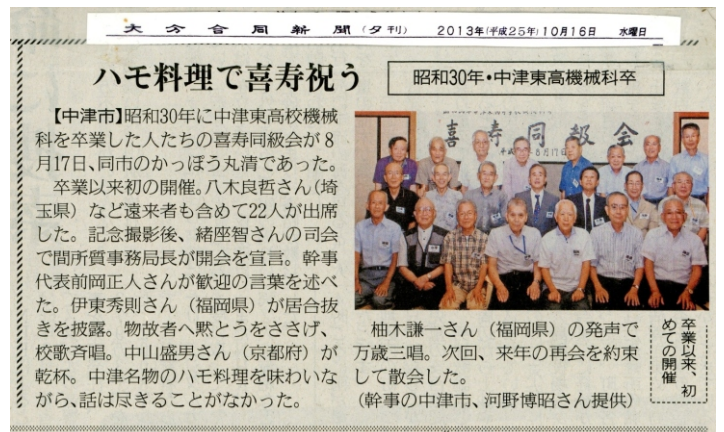 大分合同新聞(夕刊) 2013年(平成25年)10月16日 水曜日
ハモ料理で喜寿祝う
昭和30年・中津東高機械科卒
【中津市】昭和30年に中津東高校機械
科を卒業した人たちの喜寿同級会が8
月17日、同市のかっぽう丸清であった。
卒業以来初の開催。八木良哲さん(埼
玉県)など遠来者も含めて22人が出席
した。記念撮影後、緒座智さんの司会
で間所質事務局長が開会を宣言。幹事
代表前岡正人さんが歓迎の言葉を述べ
た。伊東秀則さん(福岡県)が居合抜
きを披露。物故者へ黙とうをささげ、
校歌斉唱。中山盛男さん(京都府)が
乾杯。中津名物のハモ料理を味わいな
がら、話は尽きることがなかった。
喜寿同級会
8月17日
卒業以来、初
めての開催
柚木謙一さん(福岡県)の発声で
万歳三唱。次回、来年の再会を約束
して散会した。
(幹事の中津市、河野博昭さん提供)